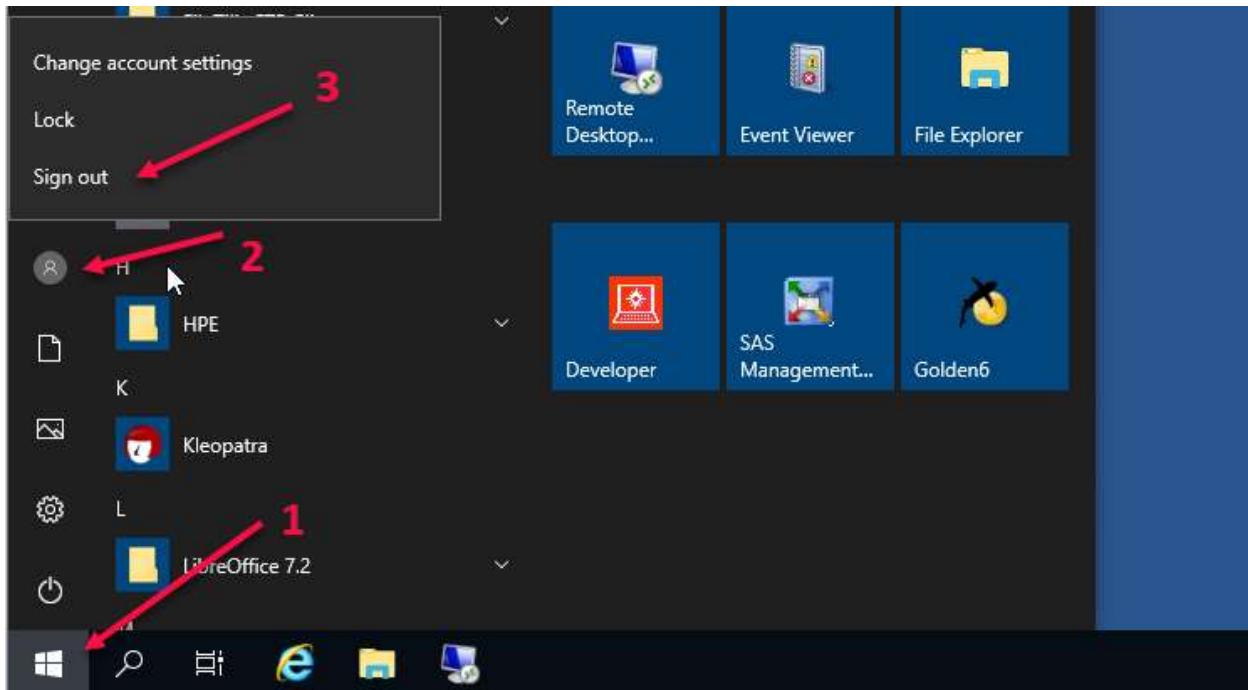 Change account settings
3
Lock
Sign out
2
H
HPE
K
Kleopatra
L
1
LibreOffice 7.2
Remote
Desktop...
Event Viewer
File Explorer
Developer
SAS
Management...
Golden6